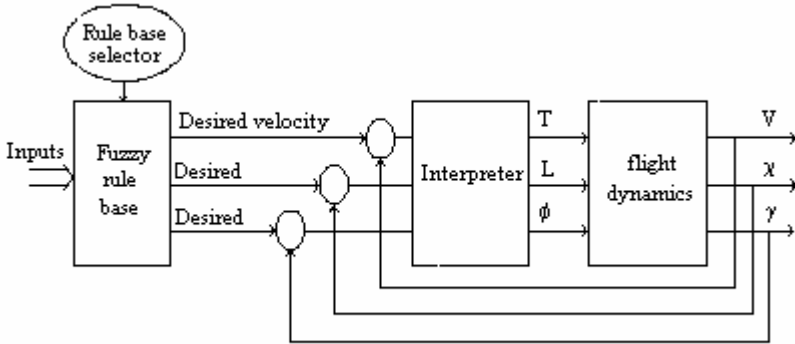 Rule base
selector
Inputs
Fuzzy
rule
base
Desired velocity
Desired
Desired
Interpreter
T
L
ϕ
flight
dynamics
V
χ
γ